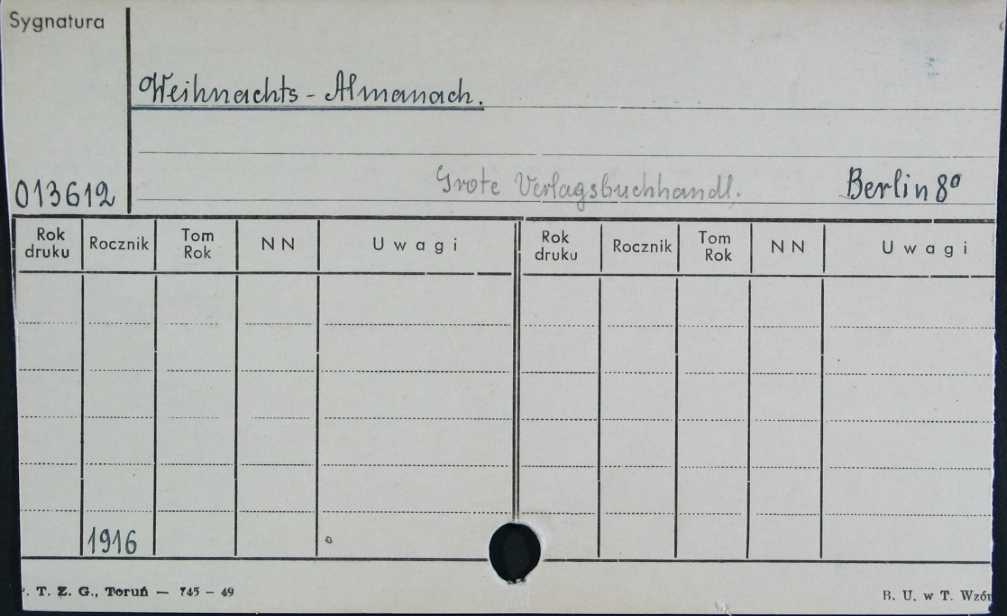 Sygnatura
Weihnachts - Almanach.
013612
Grote Verlagsbuchhandl. Berlin 8°
Rok druku Rocznik Tom Rok NN Uwagi Rok druku Rocznik Tom Rok NN Uwagi
1916
. T. Z. G., Toruń — 745 — 49
B. U. w T. Wzór